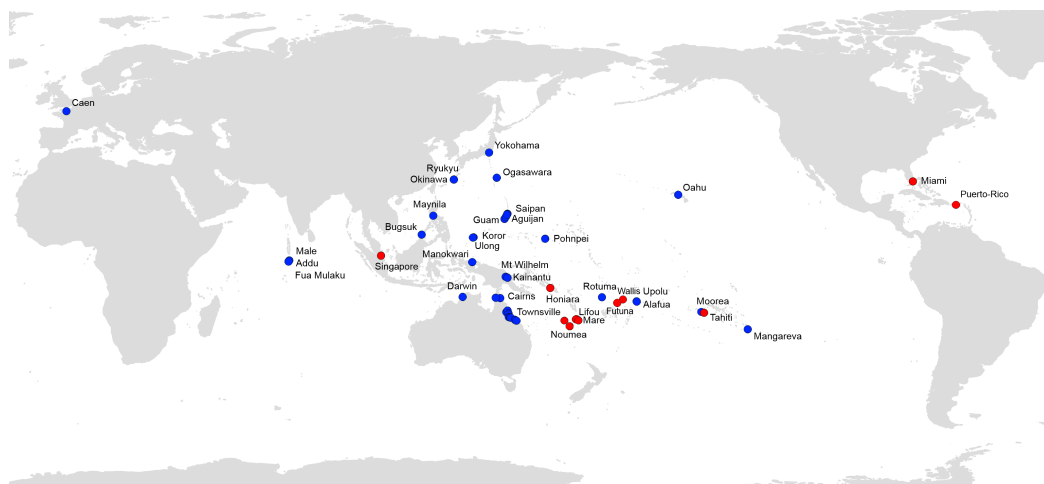 Caen
Yokohama
Ryukyu
Okinawa
Ogasawara
Oahu
Miami
Puerto-Rico
Maynila
Saipan
Guam
Aguijan
Bugsuk
Koror
Ulong
Pohnpei
Male
Addu
Fua Mulaku
Singapore
Manokwari
Mt Wilhelm
Kainantu
Darwin
Cairns
Honiara
Rotuma
Wallis Upolu
Futuna
Alafua
Moorea
Tahiti
Townsville
Lifou
Mare
Noumea
Mangareva